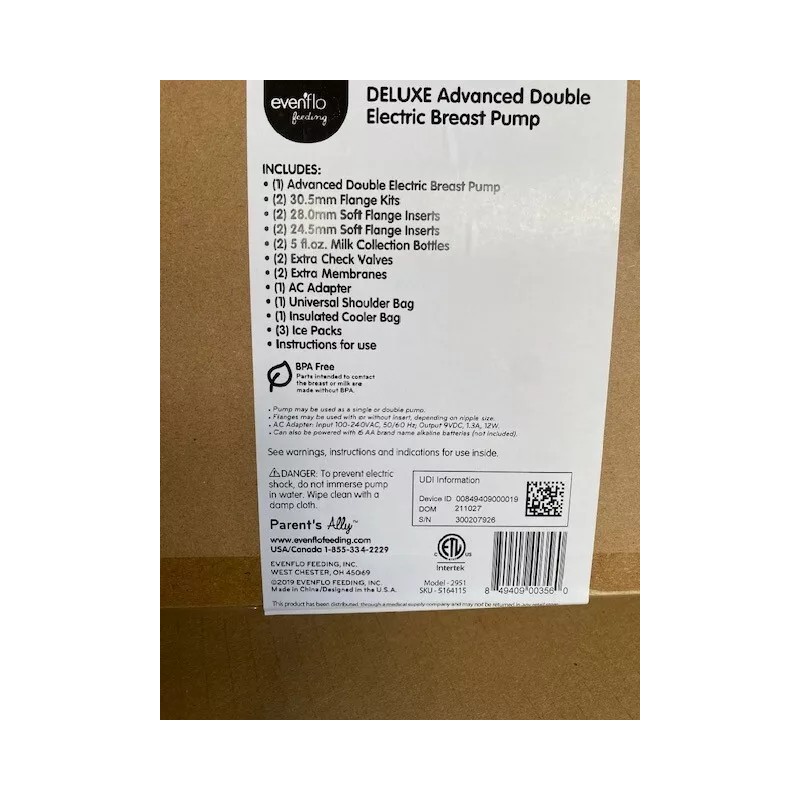 evenflo
feeding
DELUXE Advanced Double
Electric Breast Pump
INCLUDES:
• (1) Advanced Double Electric Breast Pump
• (2) 30.5mm Flange Kits
• (2) 28.0mm Soft Flange Inserts
• (2) 24.5mm Soft Flange Inserts
• (2) 5 fl.oz. Milk Collection Bottles
• (2) Extra Check Valves
• (2) Extra Membranes
• (1) AC Adapter
• (1) Universal Shoulder Bag
• (1) Insulated Cooler Bag
• (3) Ice Packs
• Instructions for use
BPA Free
Parts intended to contact
the breast or milk are
made without BPA.
• Pump may be used as a single or double pump.
• Flanges may be used with or without insert, depending on nipple size.
• AC Adapter: Input 100-240VAC, 50/60 Hz; Output 9VDC, 1.3A, 12W.
• Can also be powered with 6 AA brand name alkaline batteries (not included).
See warnings, instructions and indications for use inside.
⚠DANGER: To prevent electric
shock, do not immerse pump
in water. Wipe clean with a
damp cloth.
Parent's Ally™
www.evenflofeeding.com
USA/Canada 1-855-334-2229
EVENFLO FEEDING, INC.
WEST CHESTER, OH 45069
©2019 EVENFLO FEEDING, INC.
Made in China/Designed in the U.S.A.
UDI Information
Device ID 00849409000019
DOM 211027
S/N 300207926
C ETL US
Intertek
Model - 2951
SKU - 5164115
8 49409 00356 0
This product has been distributed through a medical supply company and may not be returned in any retail store.